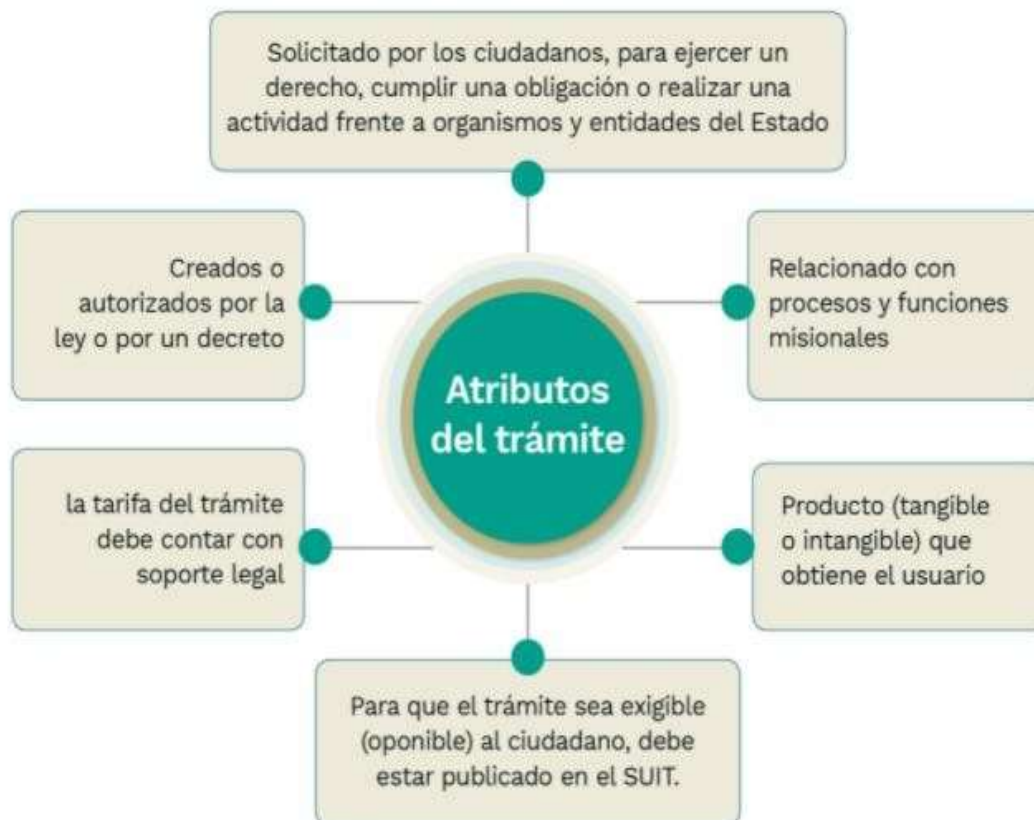 Solicitado por los ciudadanos, para ejercer un
derecho, cumplir una obligación o realizar una
actividad frente a organismos y entidades del Estado
Creados o
autorizados por la
ley o por un decreto
Relacionado con
procesos y funciones
misionales
Atributos
del trámite
la tarifa del trámite
debe contar con
soporte legal
Producto (tangible
o intangible) que
obtiene el usuario
Para que el trámite sea exigible
(oponible) al ciudadano, debe
estar publicado en el SUIT.